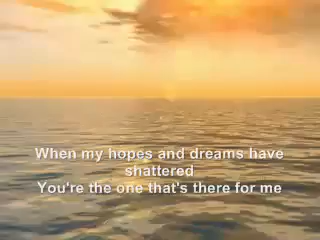 When my hopes and dreams have
shattered
You're the one that's there for me